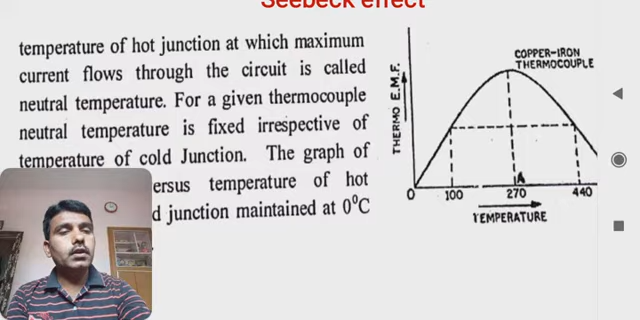 Seebeck effect
temperature of hot junction at which maximum
current flows through the circuit is called
neutral temperature. For a given thermocouple
neutral temperature is fixed irrespective of
temperature of cold Junction. The graph of
ersus temperature of hot
d junction maintained at 0⁰C
COPPER-IRON
THERMOCOUPLE
THERMO E.M.F.
0 100 270 440
TEMPERATURE